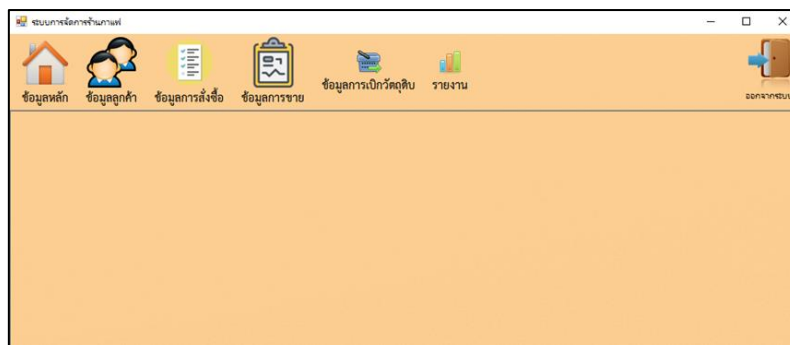 ระบบการจัดการร้านกาแฟ
ข้อมูลหลัก ข้อมูลลูกค้า ข้อมูลการสั่งซื้อ ข้อมูลการขาย ข้อมูลการเบิกวัตถุดิบ รายงาน ออกจากระบบ